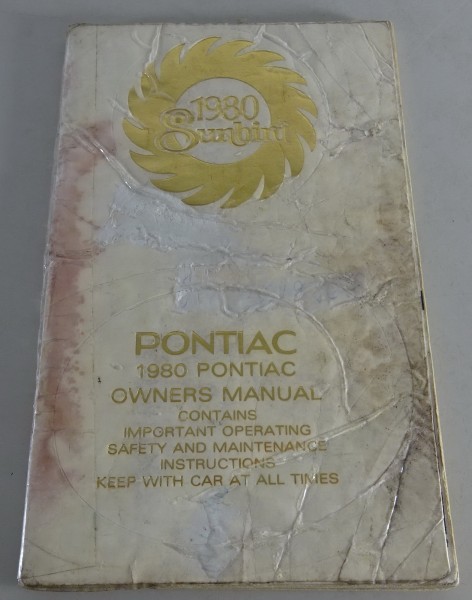 1980
Sunbird
PONTIAC
1980 PONTIAC
OWNERS MANUAL
CONTAINS
IMPORTANT OPERATING
SAFETY AND MAINTENANCE
INSTRUCTIONS
KEEP WITH CAR AT ALL TIMES